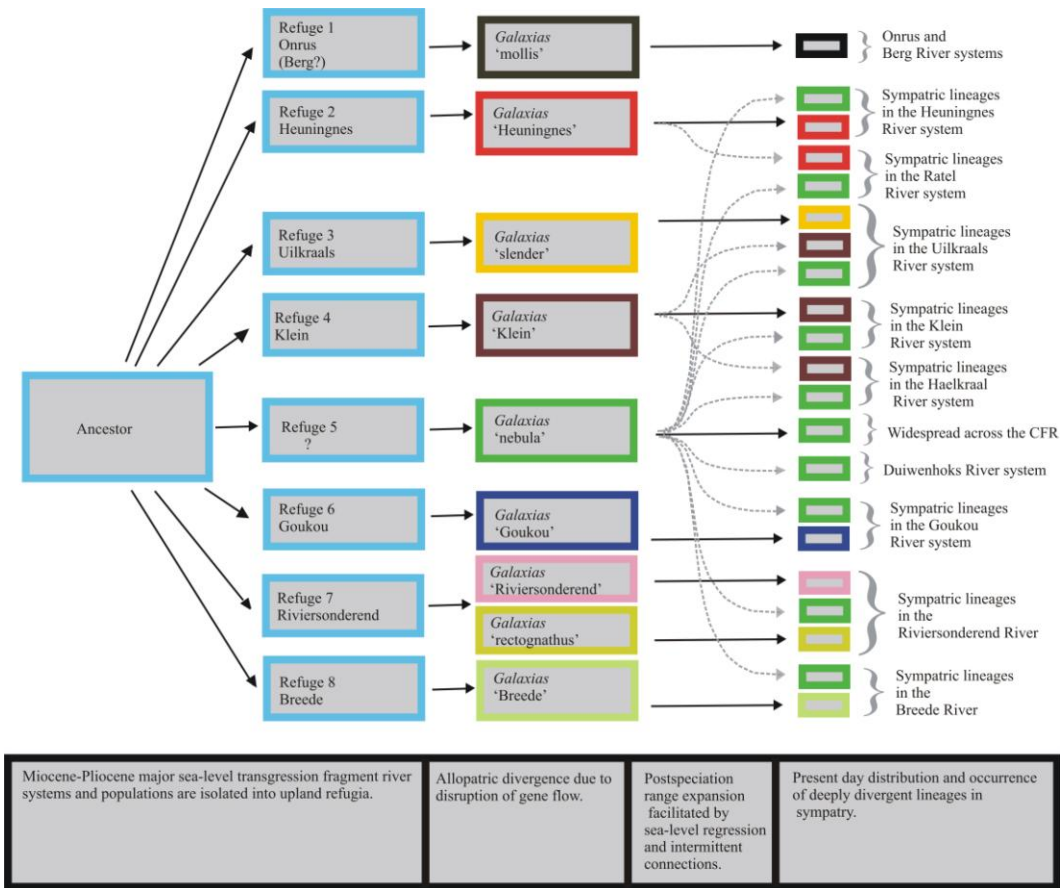 Refuge 1
Onrus
(Berg?)
Galaxias
'mollis'
Onrus and
Berg River systems
Refuge 2
Heuningnes
Galaxias
'Heuningnes'
Sympatric lineages
in the Heuningnes
River system
Sympatric lineages
in the Ratel
River system
Refuge 3
Uilkraals
Galaxias
'slender'
Sympatric lineages
in the Uilkraals
River system
Refuge 4
Klein
Galaxias
'Klein'
Sympatric lineages
in the Klein
River system
Sympatric lineages
in the Haelkraal
River system
Ancestor
Refuge 5
?
Galaxias
'nebula'
Widespread across the CFR
Duiwenhoks River system
Refuge 6
Goukou
Galaxias
'Goukou'
Sympatric lineages
in the Goukou
River system
Refuge 7
Riviersonderend
Galaxias
'Riviersonderend'
Galaxias
'rectognathus'
Sympatric lineages
in the
Riviersonderend River
Refuge 8
Breede
Galaxias
'Breede'
Sympatric lineages
in the
Breede River
Miocene-Pliocene major sea-level transgression fragment river
systems and populations are isolated into upland refugia.
Allopatric divergence due to
disruption of gene flow.
Postspeciation
range expansion
facilitated by
sea-level regression
and intermittent
connections.
Present day distribution and occurrence
of deeply divergent lineages in
sympatry.